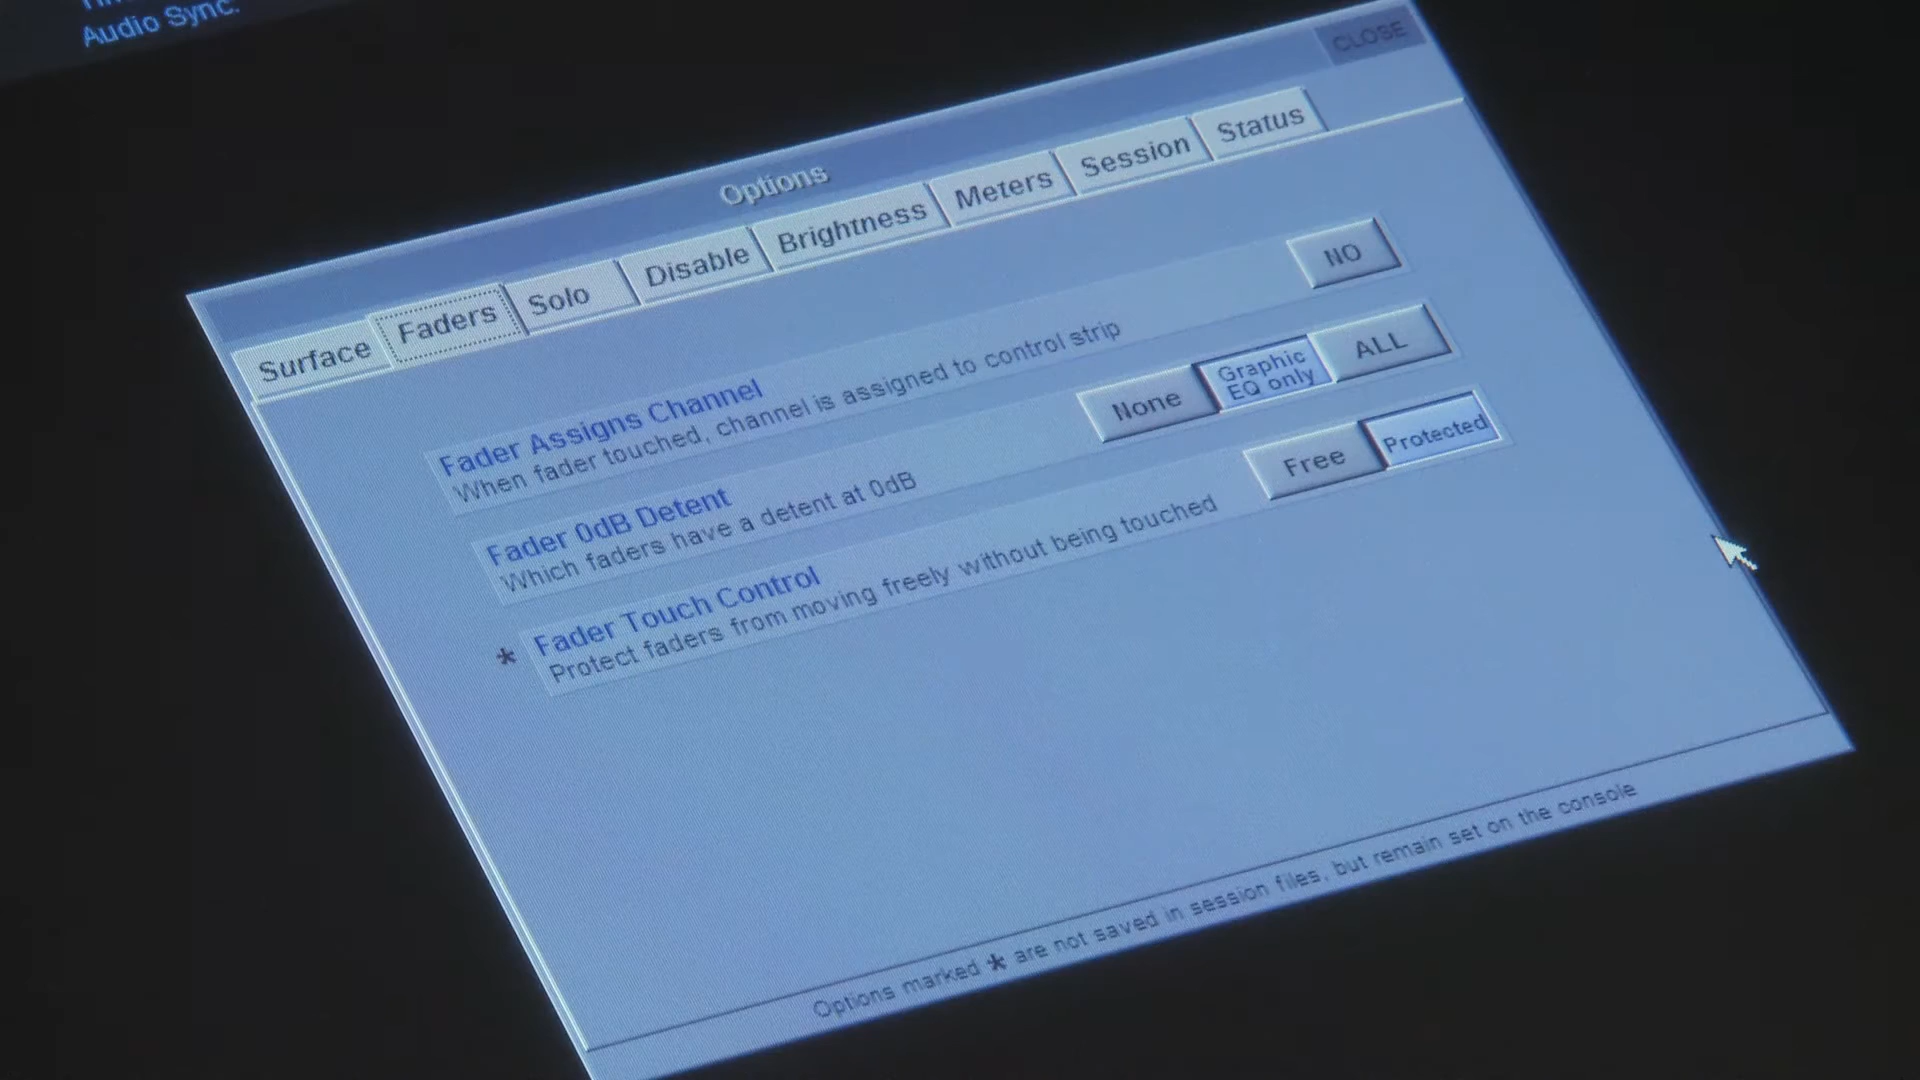 Audio Sync.
CLOSE
Options
Surface
Faders
Solo
Disable
Brightness
Meters
Session
Status
Fader Assigns Channel
When fader touched, channel is assigned to control strip
NO
Fader 0dB Detent
Which faders have a detent at 0dB
None
Graphic
EQ only
ALL
* Fader Touch Control
Protect faders from moving freely without being touched
Free
Protected
Options marked * are not saved in session files, but remain set on the console